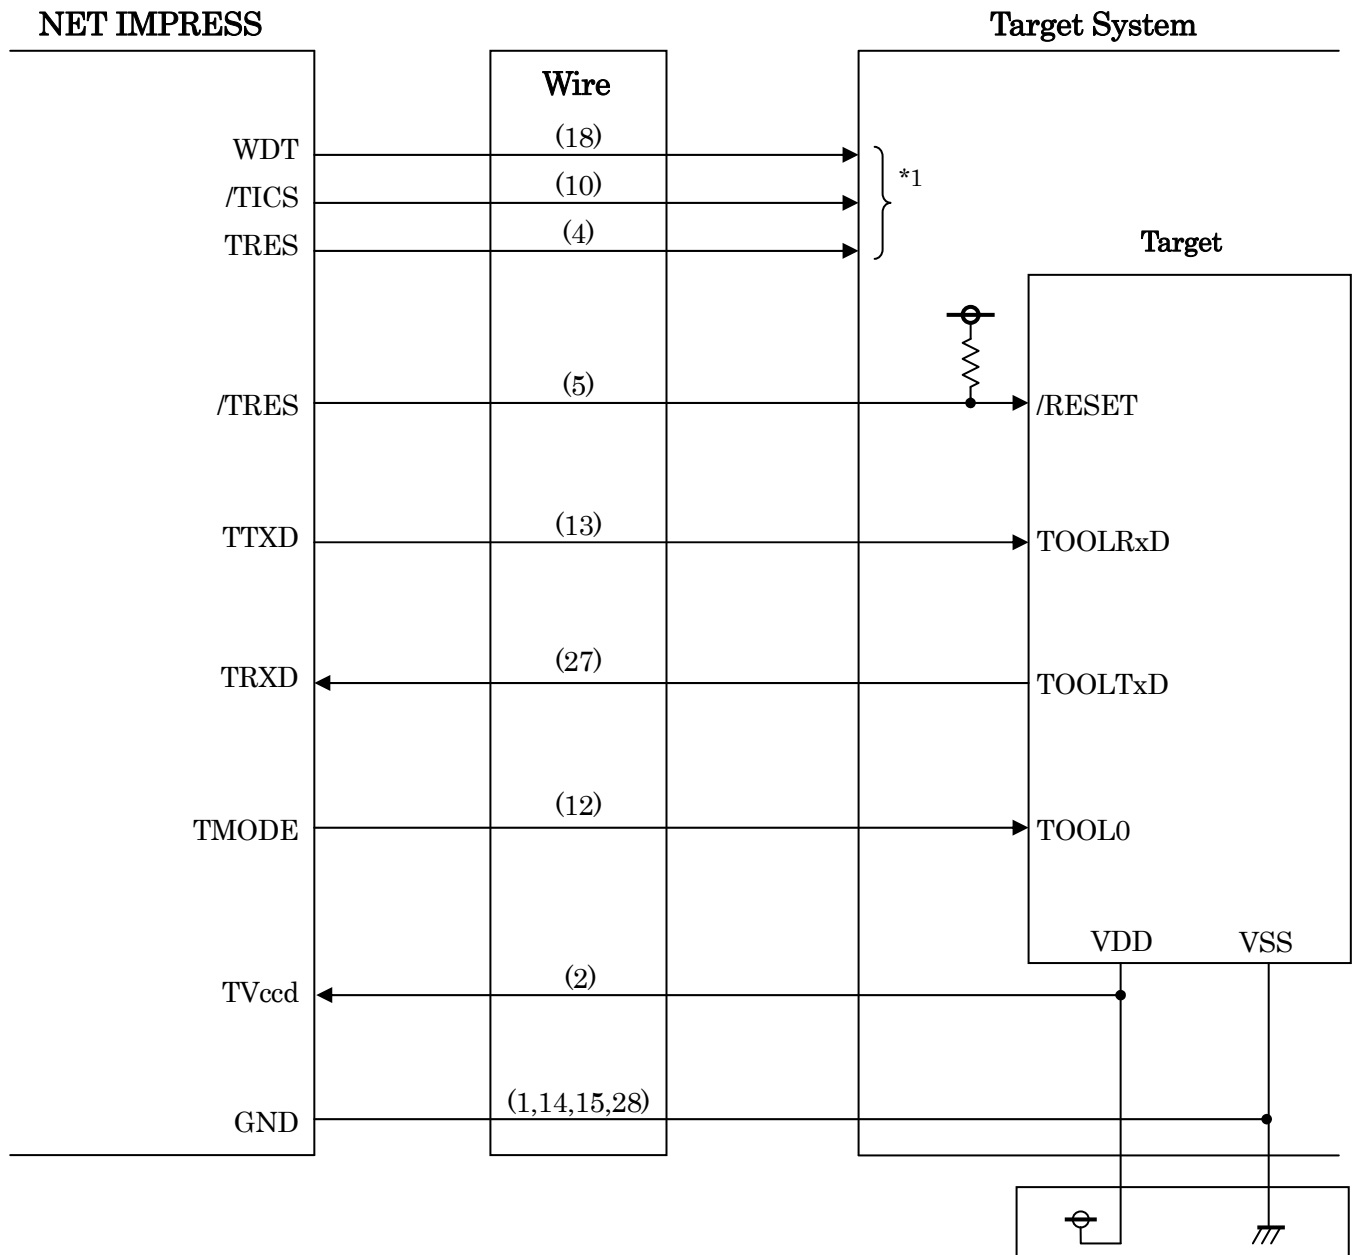 NET IMPRESS
Target System
Wire
WDT
(18)
*1
/TICS
(10)
TRES
(4)
Target
/TRES
(5)
/RESET
TTXD
(13)
TOOLRxD
TRXD
(27)
TOOLTxD
TMODE
(12)
TOOL0
VDD
VSS
TVccd
(2)
GND
(1,14,15,28)